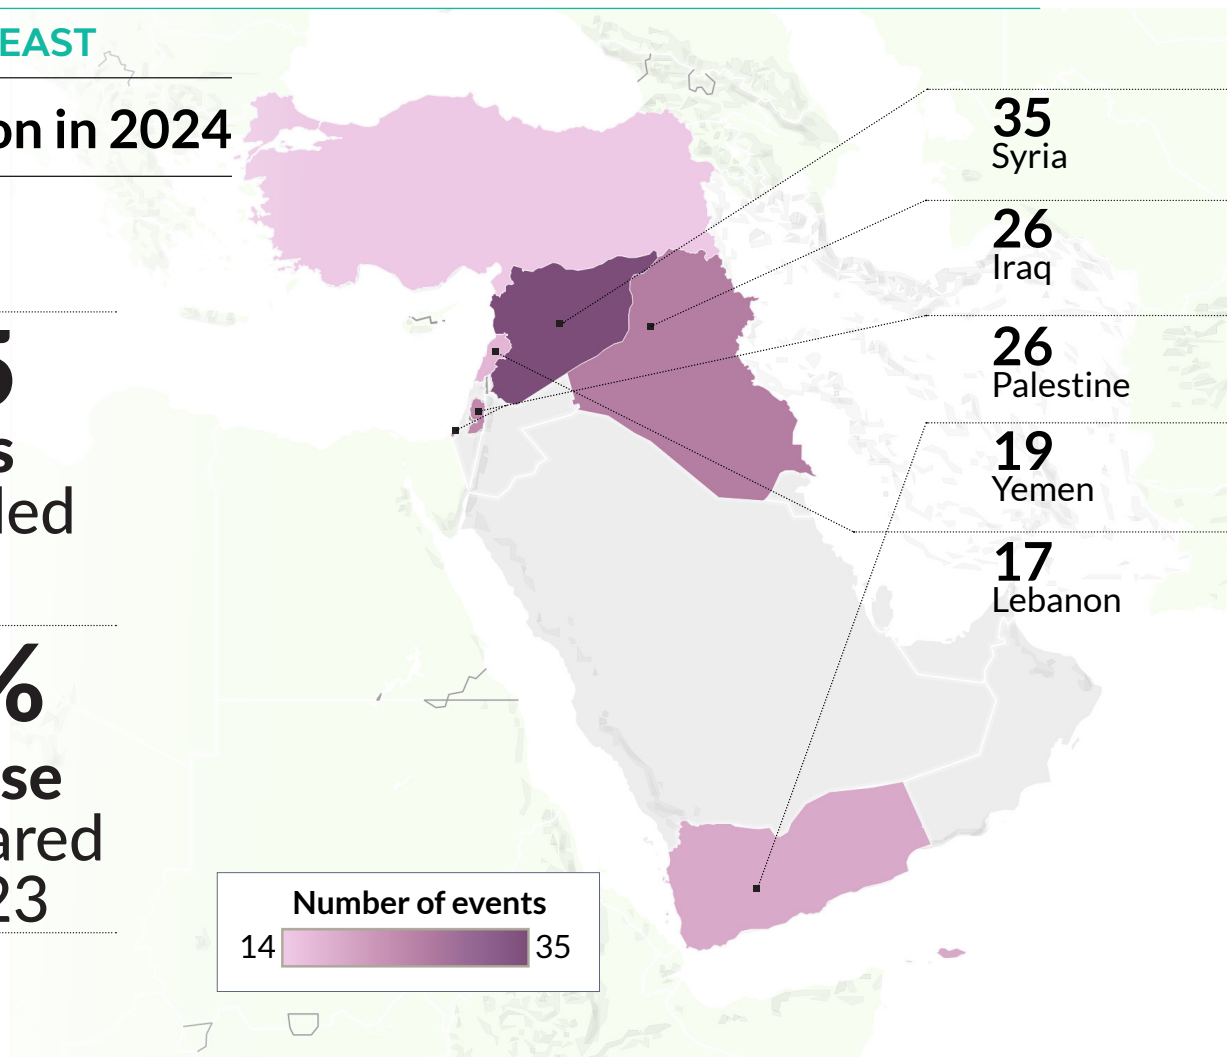 EAST
on in 2024
35
Syria
26
Iraq
26
Palestine
19
Yemen
17
Lebanon
5
s
led
%
se
ared
23
Number of events
14
35